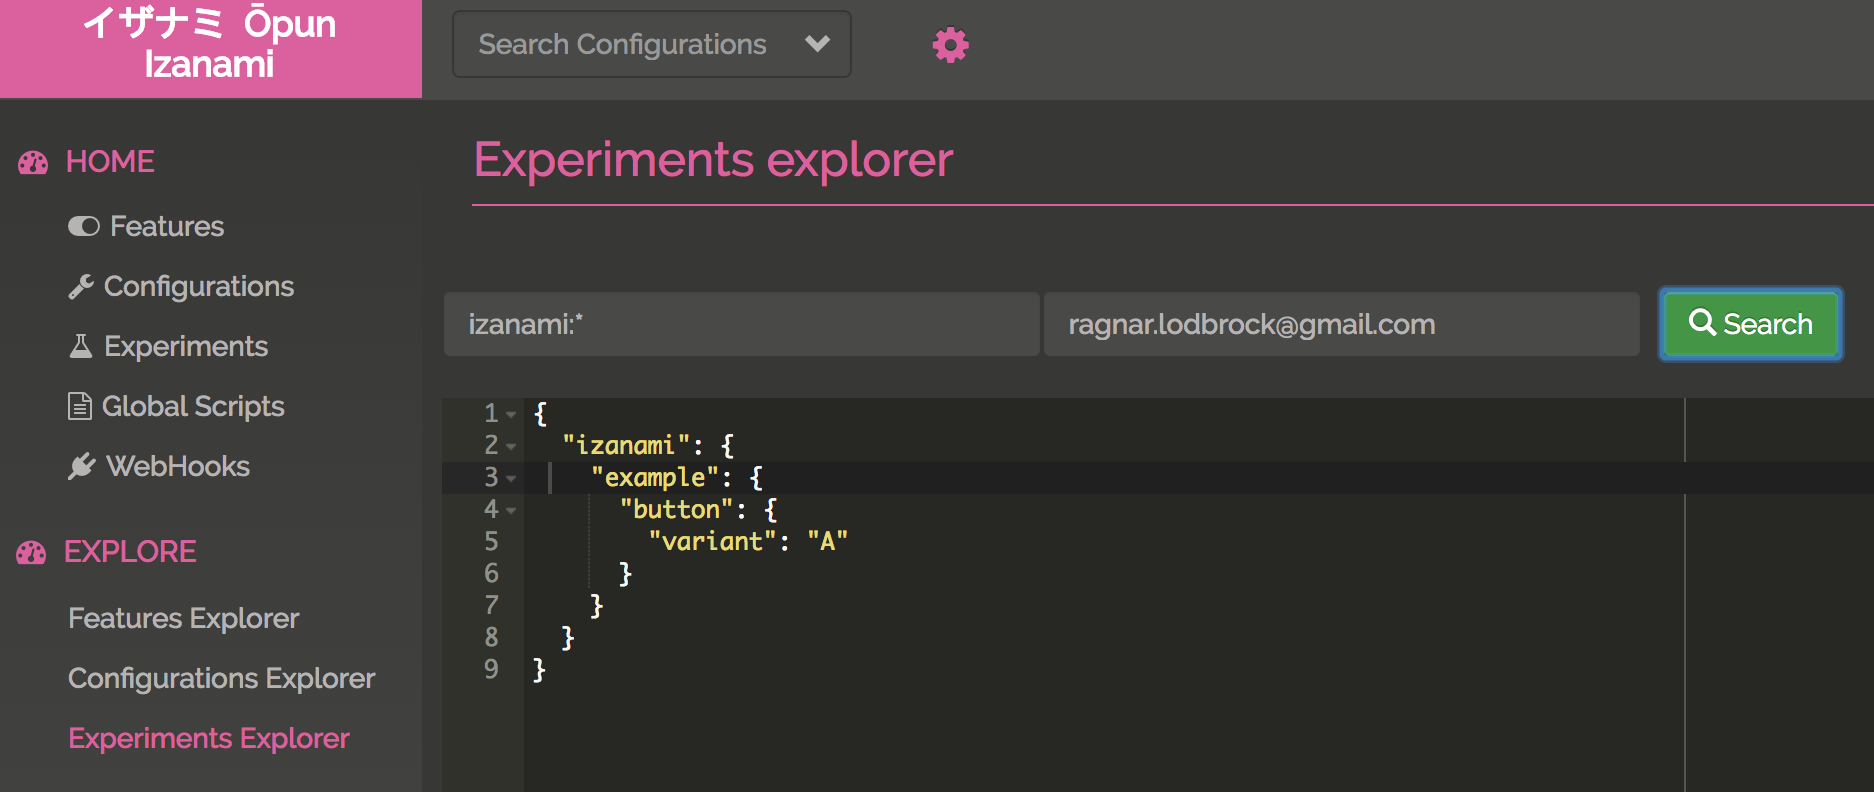 イザナミ Ōpun
Izanami
Search Configurations
HOME
Features
Configurations
Experiments
Global Scripts
WebHooks
EXPLORE
Features Explorer
Configurations Explorer
Experiments Explorer
Experiments explorer
izanami:*
ragnar.lodbrock@gmail.com
Search
1 {
2 "izanami": {
3 "example": {
4 "button": {
5 "variant": "A"
6 }
7 }
8 }
9 }